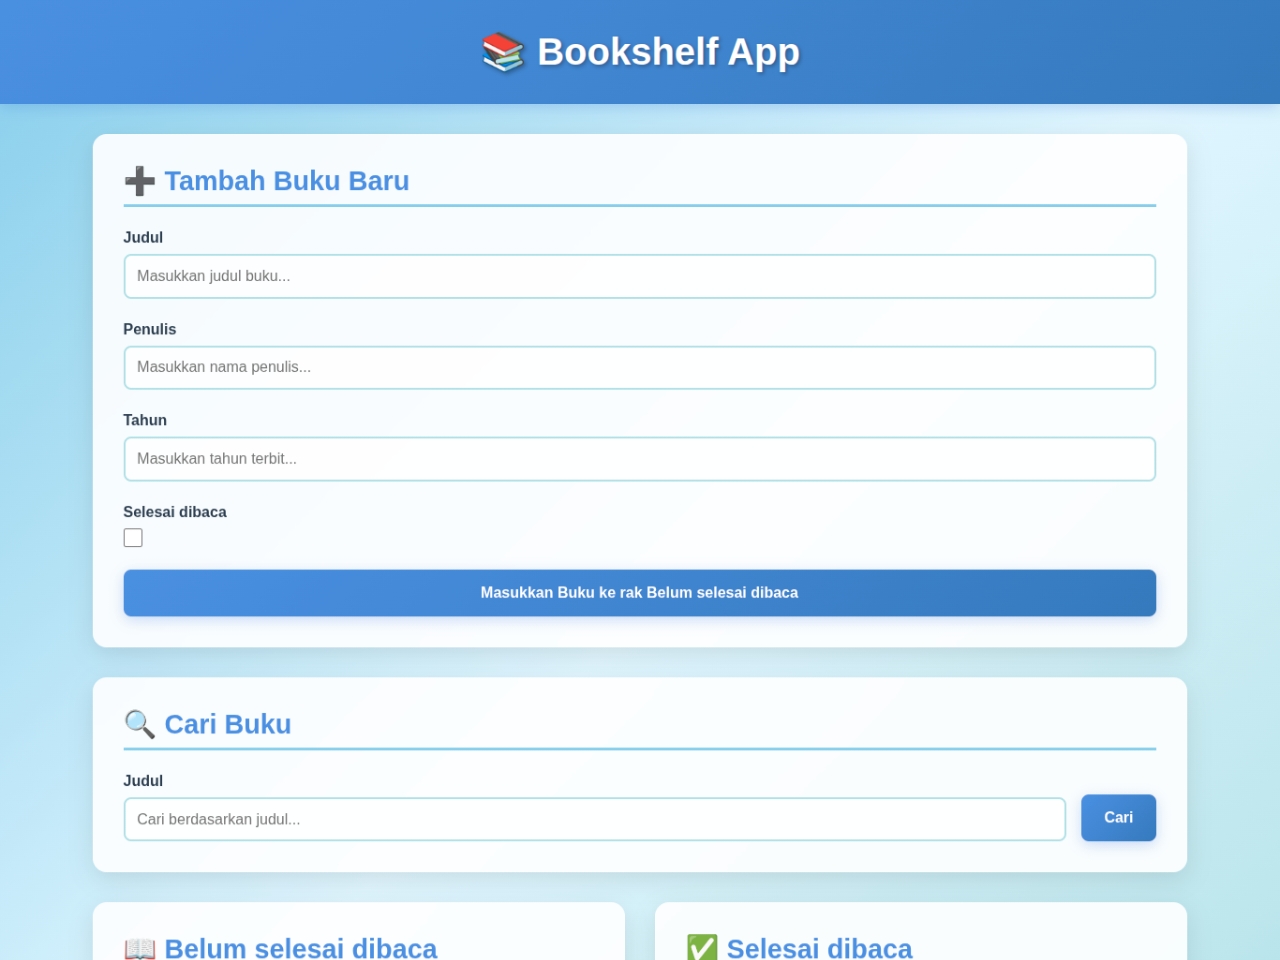 📚 Bookshelf App
➕ Tambah Buku Baru
Judul
Masukkan judul buku...
Penulis
Masukkan nama penulis...
Tahun
Masukkan tahun terbit...
Selesai dibaca
Masukkan Buku ke rak Belum selesai dibaca
🔍 Cari Buku
Judul
Cari berdasarkan judul...
Cari
📖 Belum selesai dibaca
✅ Selesai dibaca